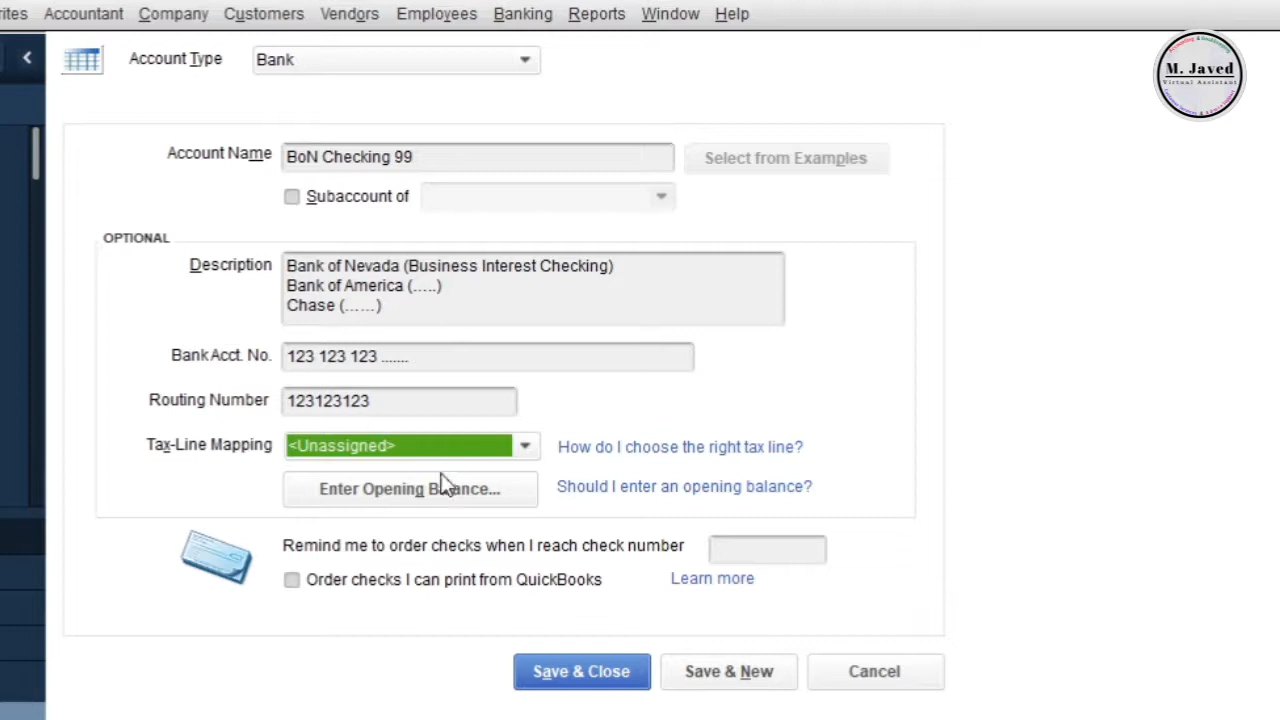 rites Accountant Company Customers Vendors Employees Banking Reports Window Help
Account Type Bank
M. Javed
Virtual Assistant
Account Name BoN Checking 99 Select from Examples
Subaccount of
OPTIONAL
Description Bank of Nevada (Business Interest Checking)
Bank of America (.....)
Chase (......)
Bank Acct. No. 123 123 123 .......
Routing Number 123123123
Tax-Line Mapping <Unassigned> How do I choose the right tax line?
Enter Opening Balance... Should I enter an opening balance?
Remind me to order checks when I reach check number
Order checks I can print from QuickBooks Learn more
Save & Close Save & New Cancel